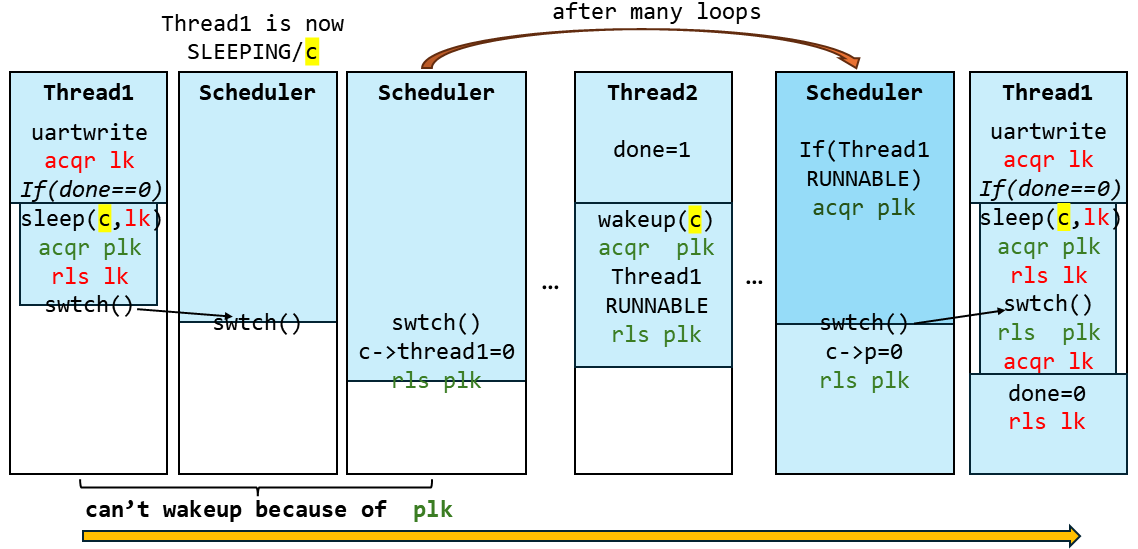 after many loops
Thread1 is now
SLEEPING/c
Thread1
uartwrite
acqr lk
If(done==0)
sleep(c,lk)
acqr plk
rls lk
swtch()
Scheduler
swtch()
Scheduler
swtch()
c->thread1=0
rls plk
...
Thread2
done=1
wakeup(c)
acqr  plk
Thread1
RUNNABLE
rls plk
...
Scheduler
If(Thread1
RUNNABLE)
acqr plk
swtch()
c->p=0
rls plk
Thread1
uartwrite
acqr lk
If(done==0)
sleep(c,lk)
acqr plk
rls lk
swtch()
rls  plk
acqr lk
done=0
rls lk
can’t wakeup because of  plk